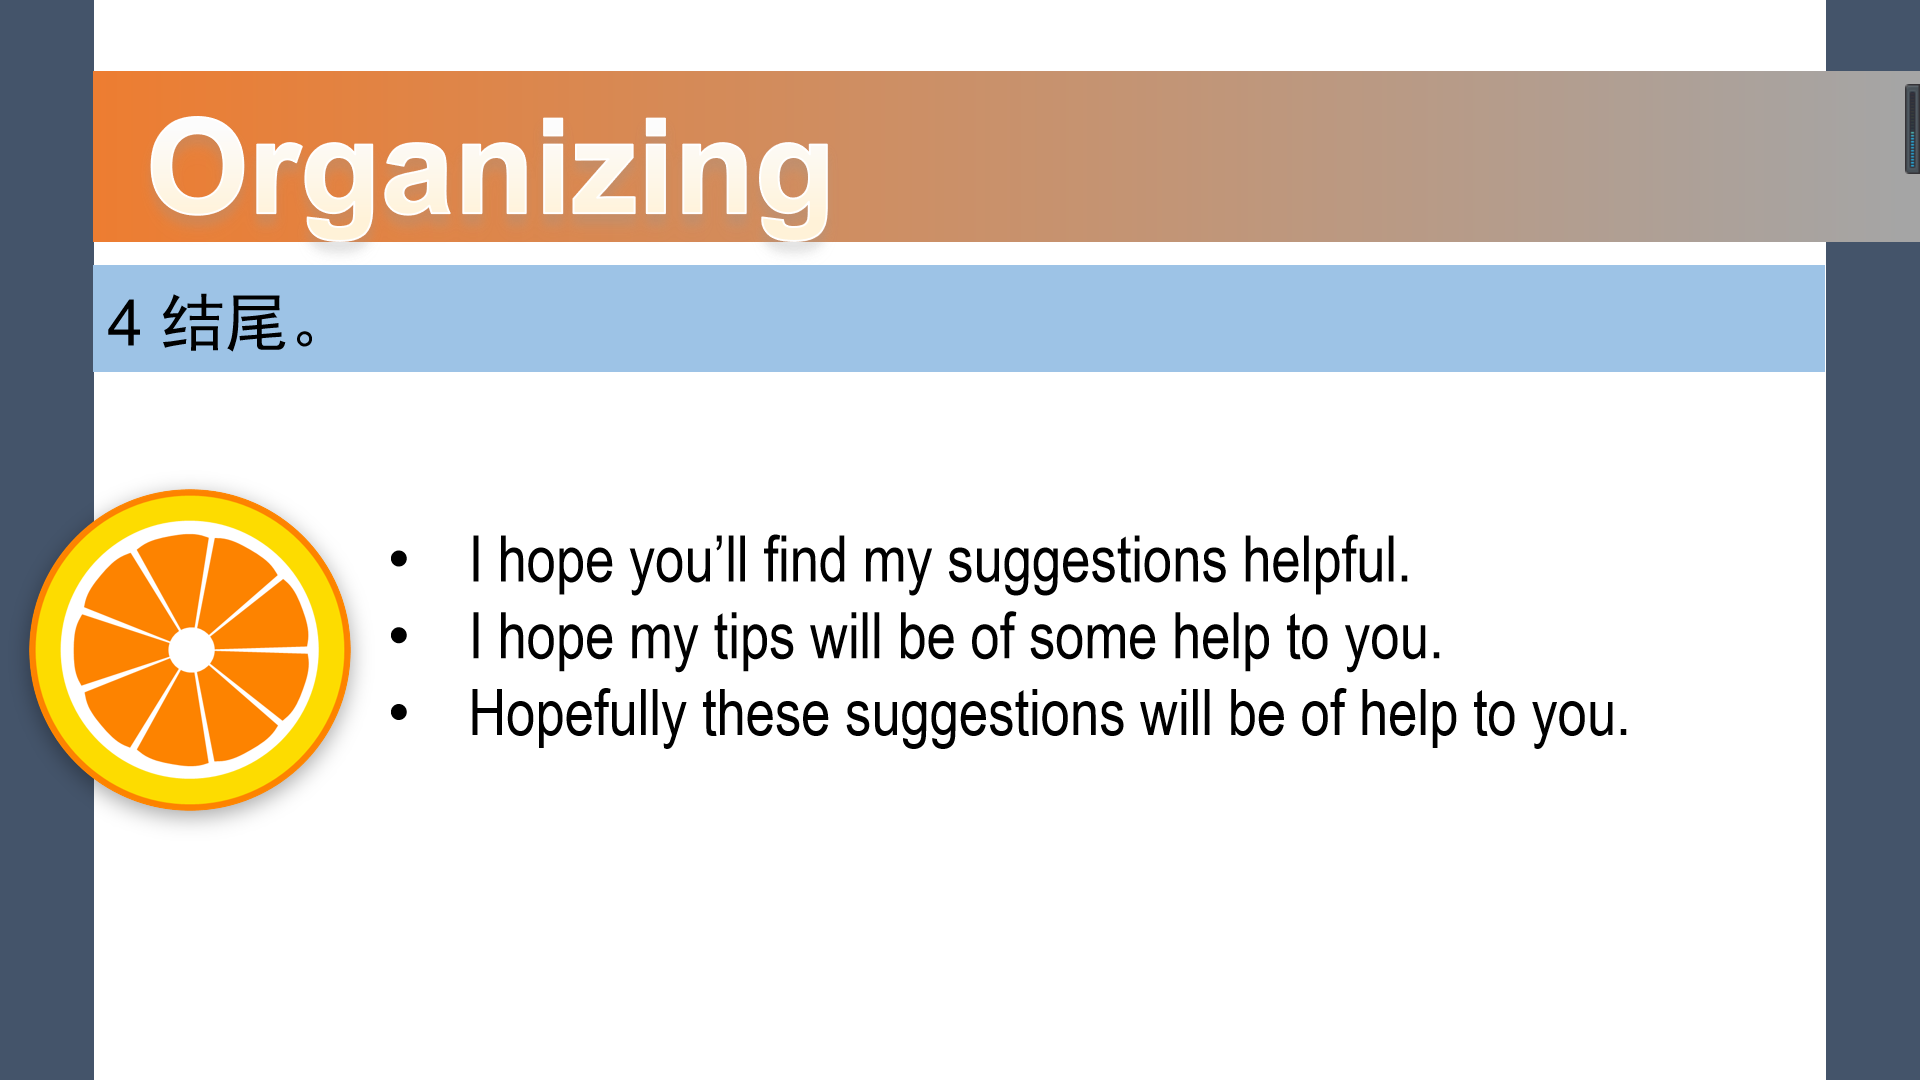 Organizing
4 结尾。
• I hope you’ll find my suggestions helpful.
• I hope my tips will be of some help to you.
• Hopefully these suggestions will be of help to you.